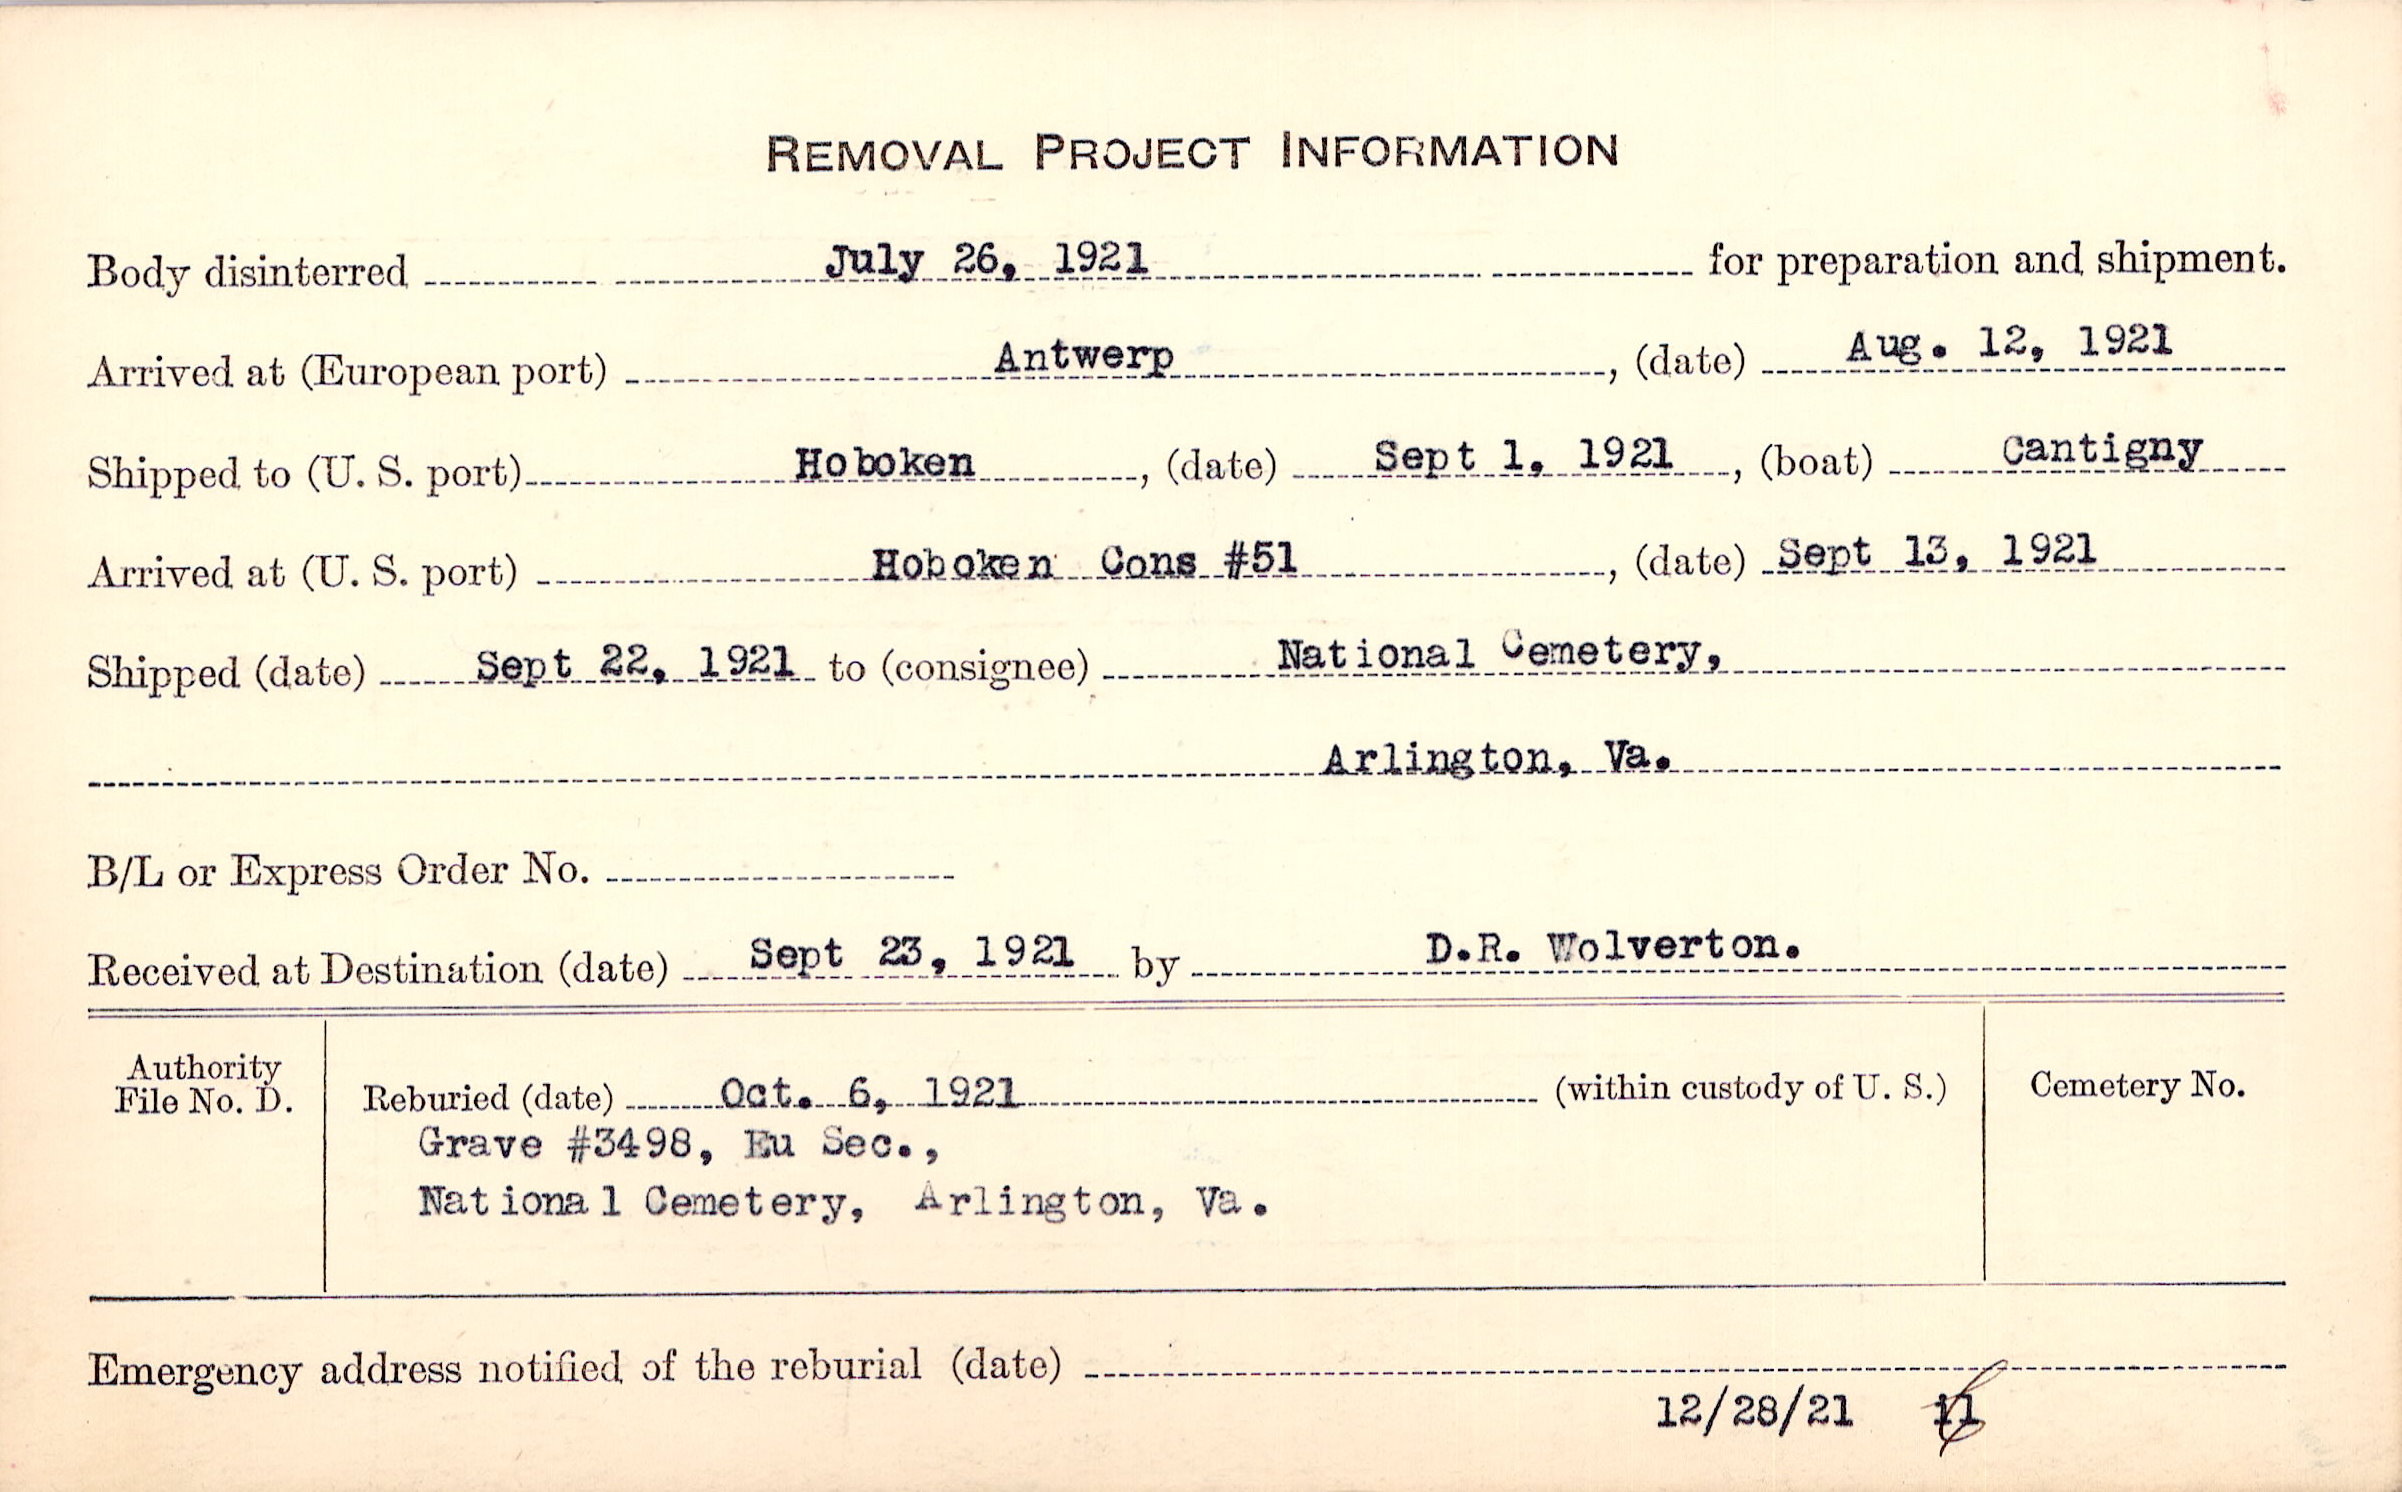 REMOVAL PROJECT INFORMATION
Body disinterred July 26, 1921 for preparation and shipment.
Arrived at (European port) Antwerp, (date) Aug. 12, 1921
Shipped to (U. S. port) Hoboken, (date) Sept 1, 1921, (boat) Cantigny
Arrived at (U. S. port) Hoboken Cons #51, (date) Sept 13, 1921
Shipped (date) Sept 22, 1921 to (consignee) National Cemetery,
Arlington, Va.
B/L or Express Order No.
Received at Destination (date) Sept 23, 1921 by D.R. Wolverton.
Authority
File No. D.
Reburied (date) Oct. 6, 1921 (within custody of U. S.)
Grave #3498, Eu Sec.,
National Cemetery, Arlington, Va.
Cemetery No.
Emergency address notified of the reburial (date)
12/28/21